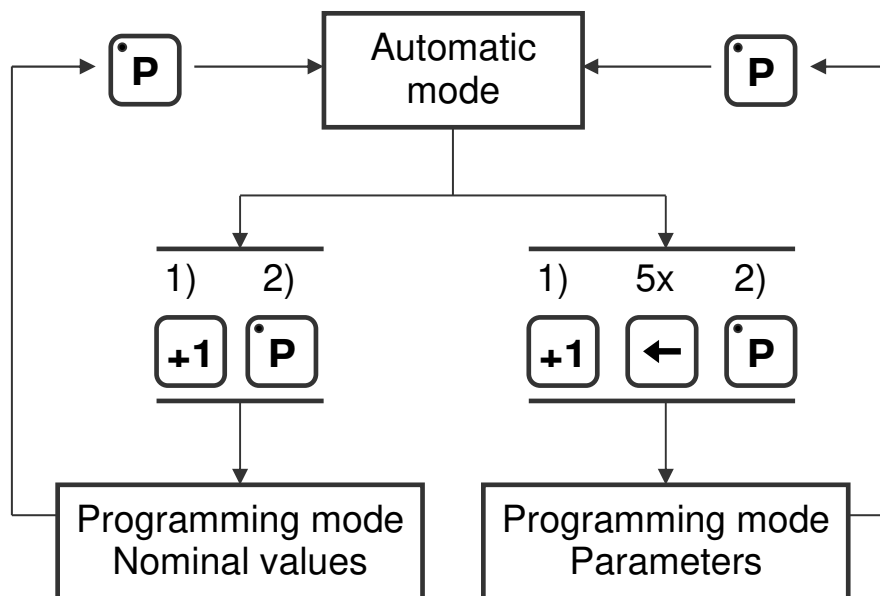 P
Automatic
mode
P
1) 2)
+1 P
1) 5x 2)
+1 ← P
Programming mode
Nominal values
Programming mode
Parameters